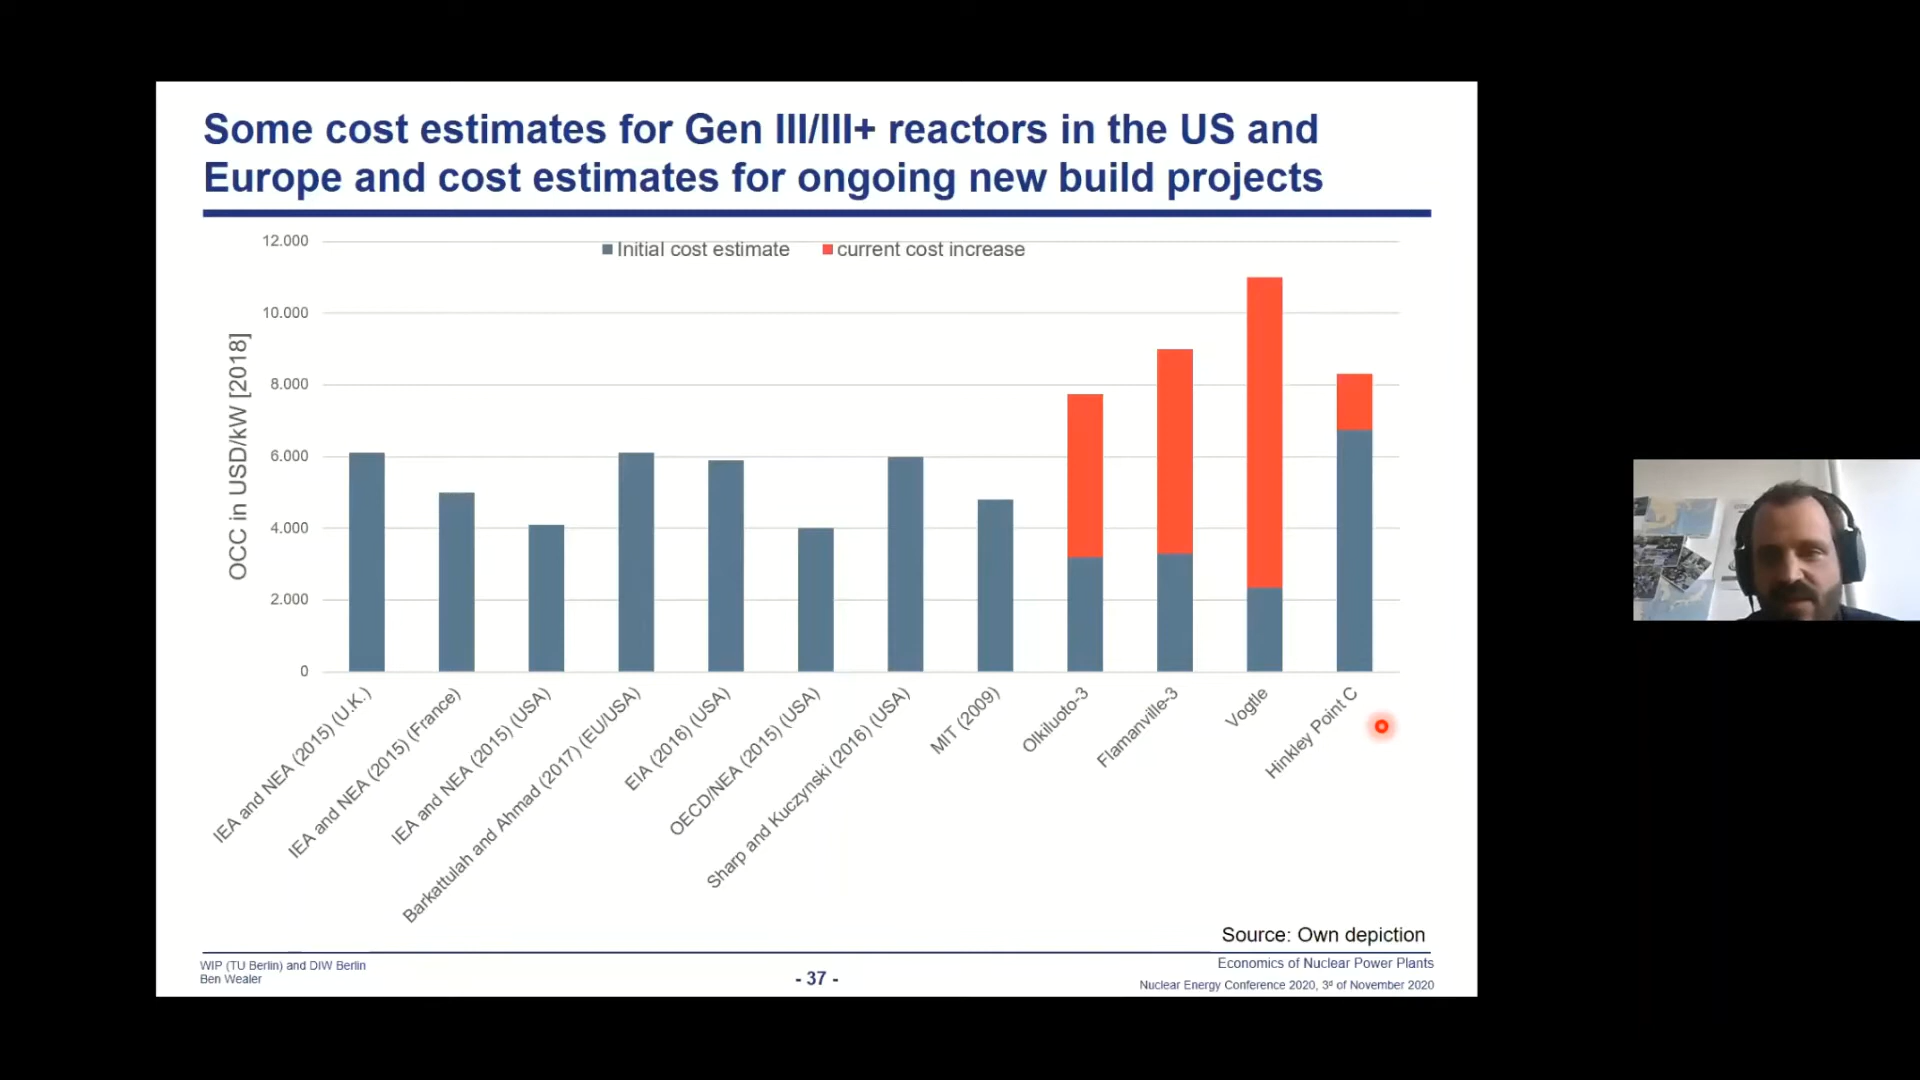 Some cost estimates for Gen III/III+ reactors in the US and
Europe and cost estimates for ongoing new build projects
Initial cost estimate
current cost increase
OCC in USD/kW [2018]
12.000
10.000
8.000
6.000
4.000
2.000
0
IEA and NEA (2015) (U.K.)
IEA and NEA (2015) (France)
IEA and NEA (2015) (USA)
Barkattulah and Ahmad (2017) (EU/USA)
EIA (2016) (USA)
OECD/NEA (2015) (USA)
Sharp and Kuczynski (2016) (USA)
MIT (2009)
Olkiluoto-3
Flamanville-3
Vogtle
Hinkley Point C
Source: Own depiction
WIP (TU Berlin) and DIW Berlin
Ben Wealer
- 37 -
Economics of Nuclear Power Plants
Nuclear Energy Conference 2020, 3ᵈ of November 2020